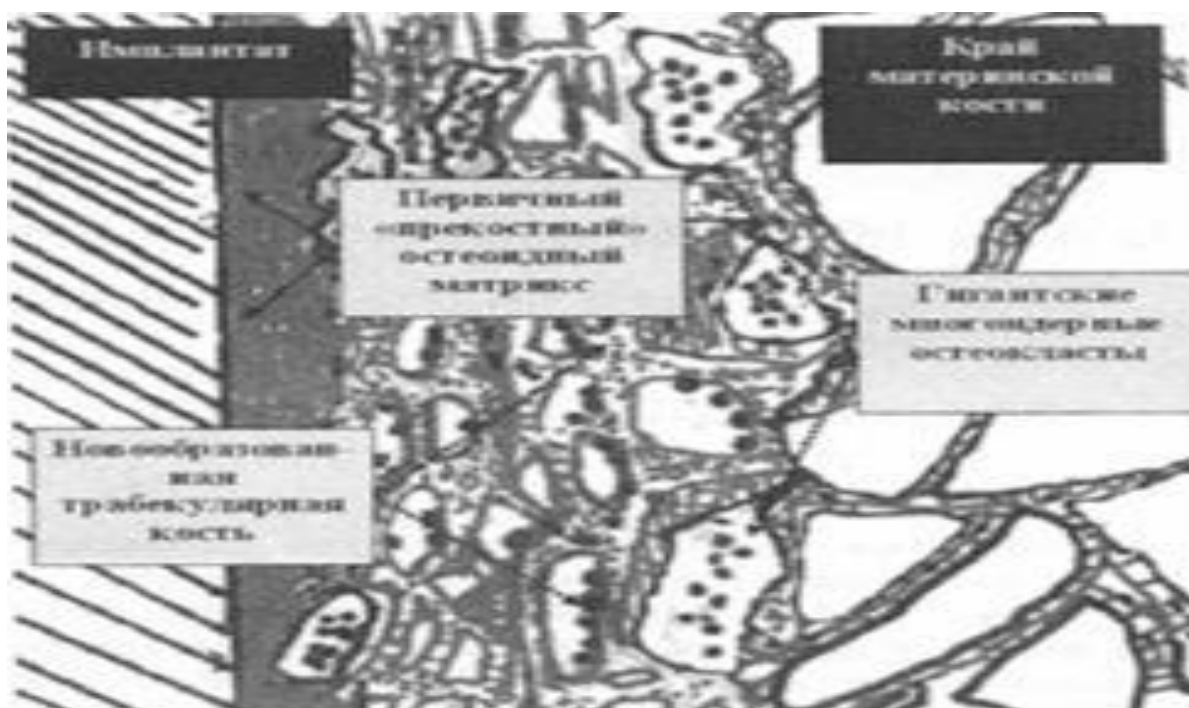 Имплантат
Край
материнской
кости
Первичный
«прекостный»
остеоидный
матрикс
Гигантские
многоядерные
остеокласты
Новообразован-
ная
трабекулярная
кость